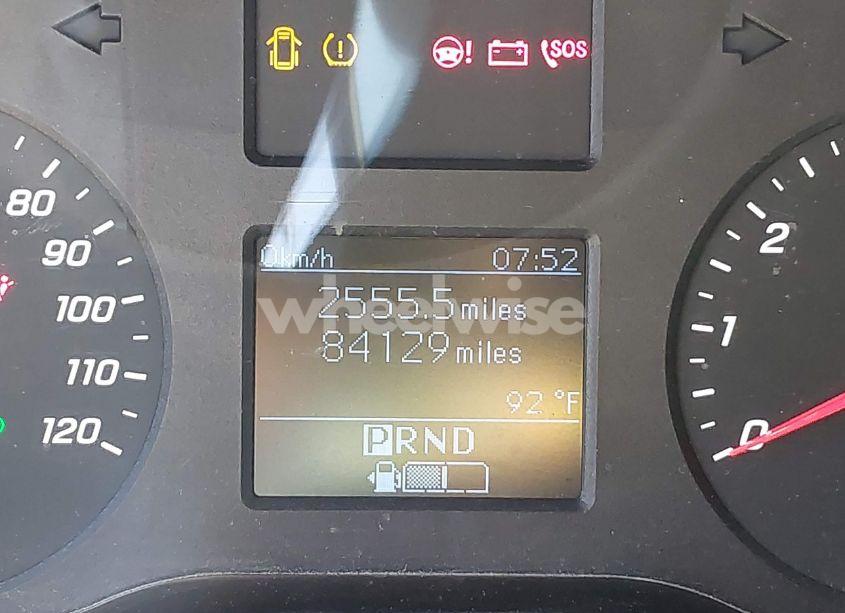 SOS
80
90
100
110
120
0km/h 07:52
2555.5 miles
wheelwise
84129 miles
92 °F
PRND
2
1
0